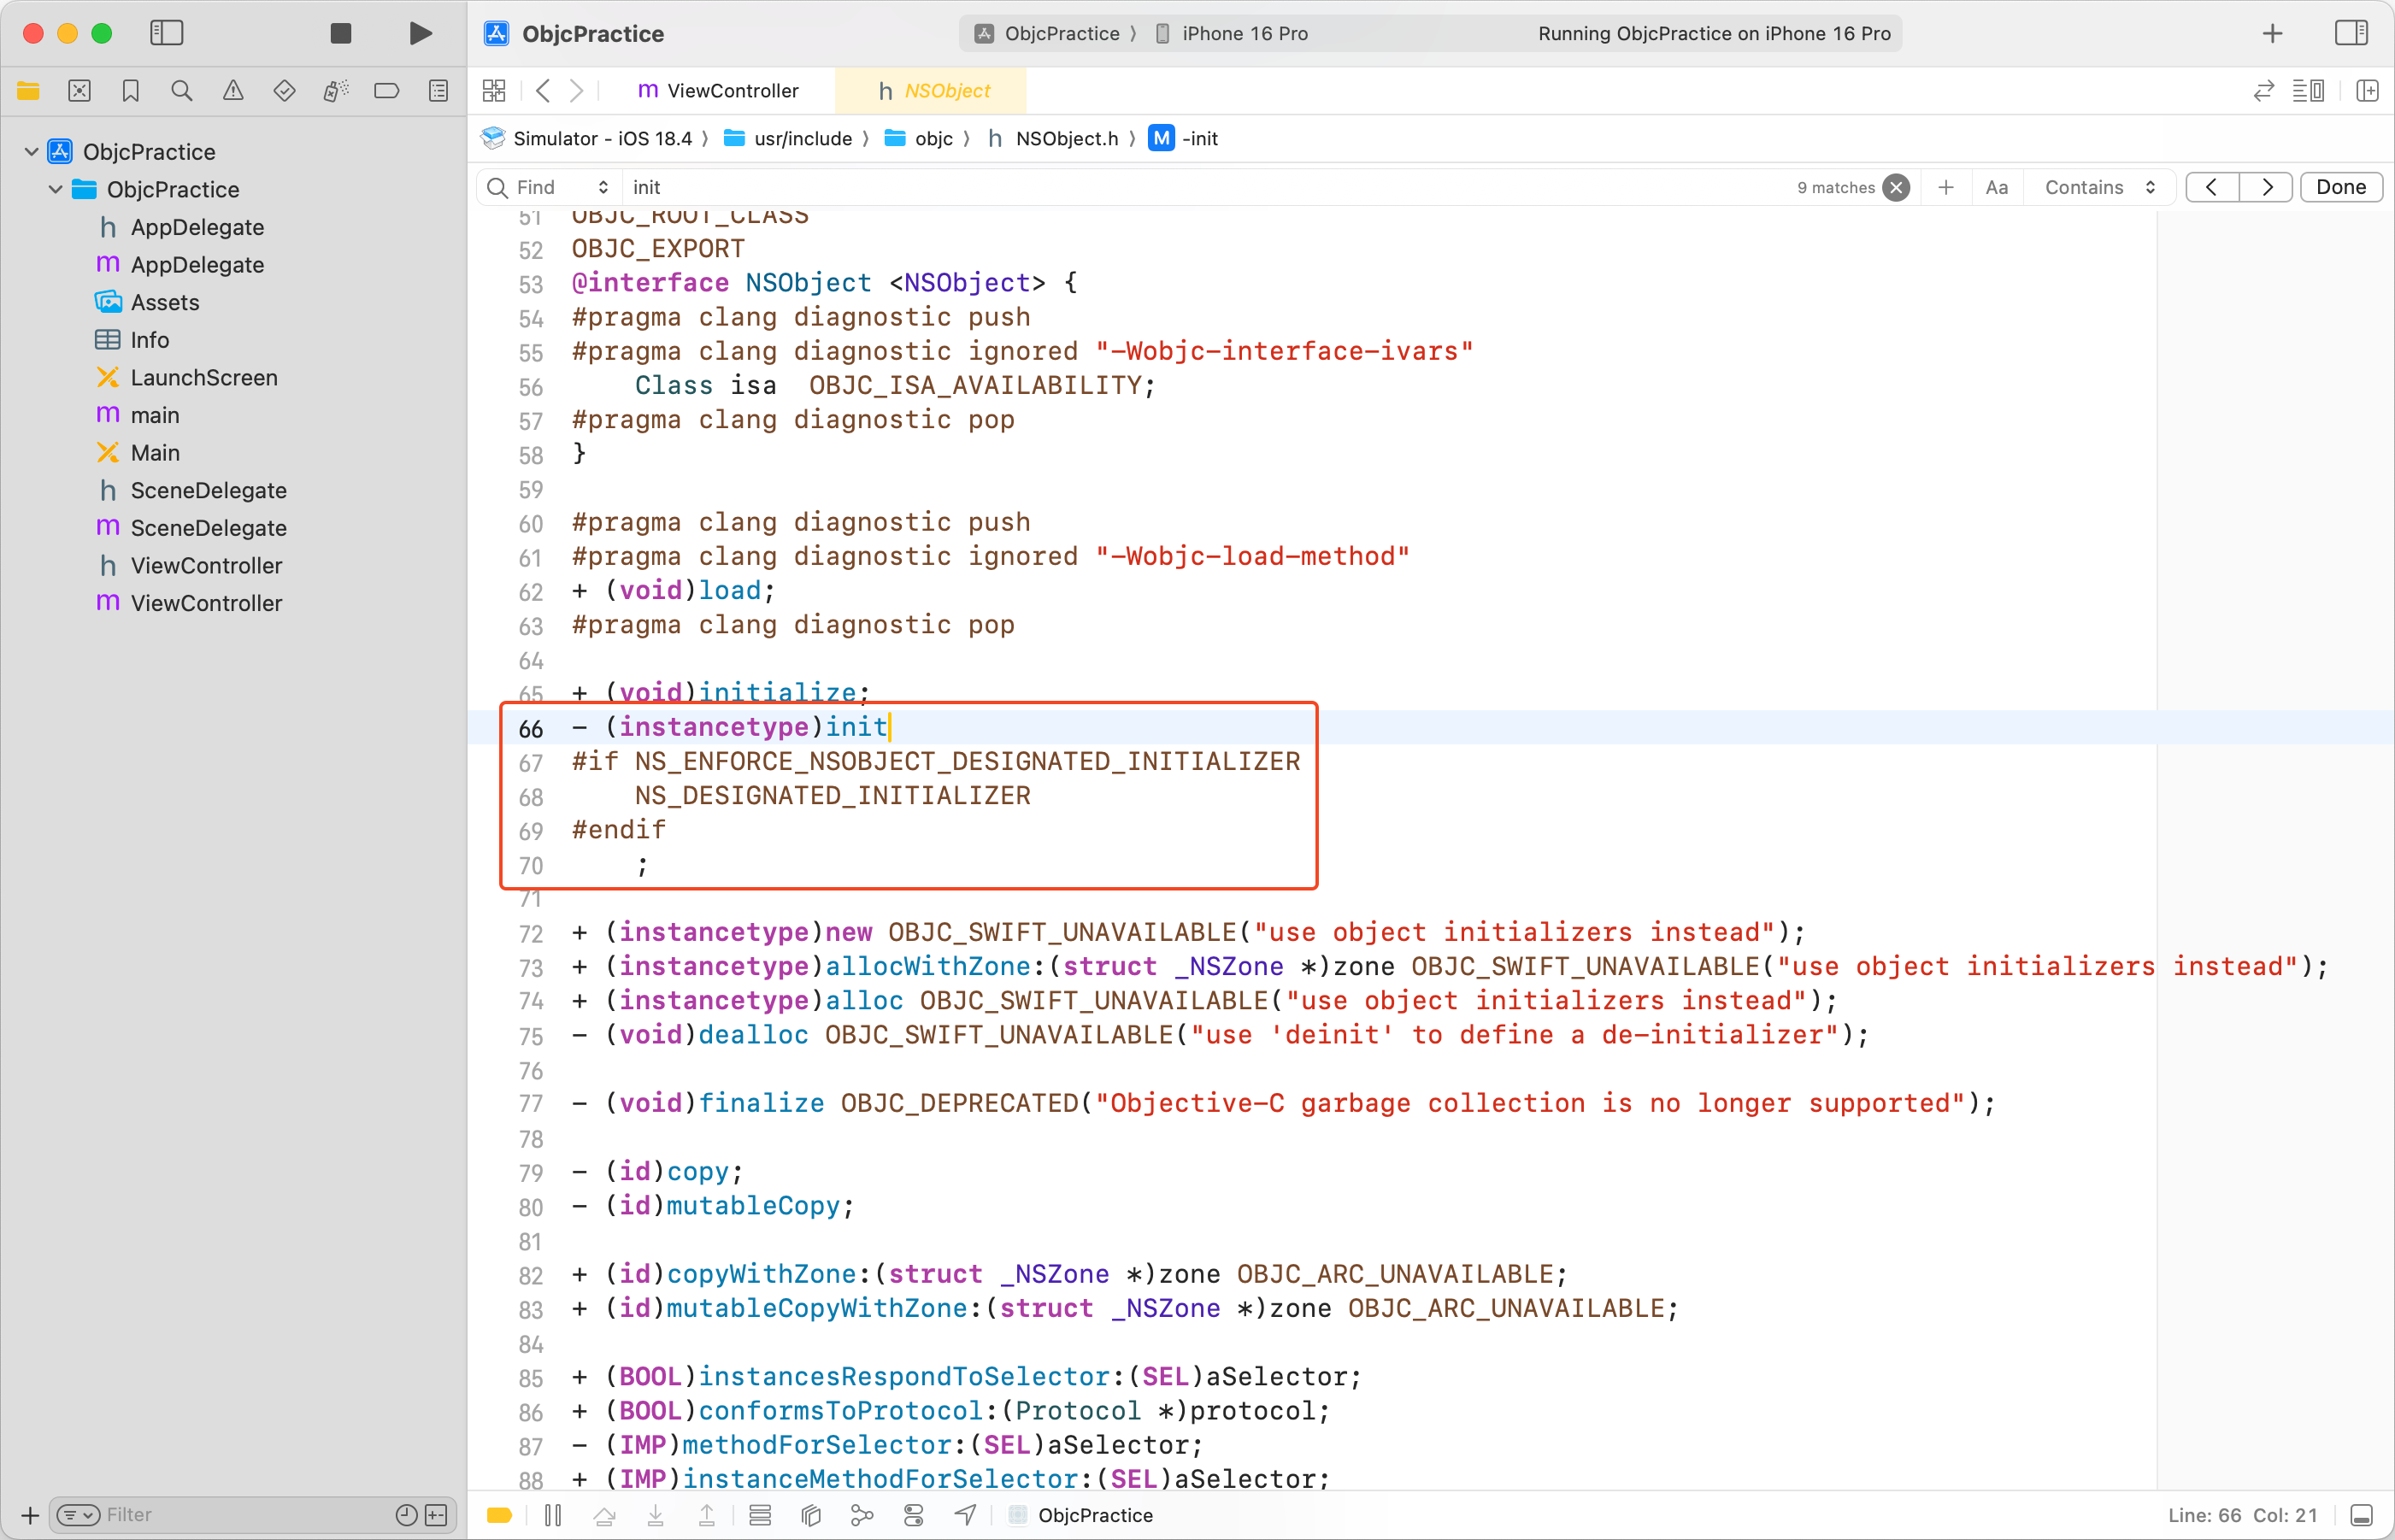 ObjcPractice
ObjcPractice 〉 iPhone 16 Pro
Running ObjcPractice on iPhone 16 Pro
m ViewController
h NSObject
Simulator - iOS 18.4 〉 usr/include 〉 objc 〉 h NSObject.h 〉 M -init
Find
init
9 matches
Aa
Contains
Done
ObjcPractice
ObjcPractice
h AppDelegate
m AppDelegate
Assets
Info
LaunchScreen
m main
Main
h SceneDelegate
m SceneDelegate
h ViewController
m ViewController
Filter
51 OBJC_ROOT_CLASS
52 OBJC_EXPORT
53 @interface NSObject <NSObject> {
54 #pragma clang diagnostic push
55 #pragma clang diagnostic ignored "-Wobjc-interface-ivars"
56     Class isa  OBJC_ISA_AVAILABILITY;
57 #pragma clang diagnostic pop
58 }
59
60 #pragma clang diagnostic push
61 #pragma clang diagnostic ignored "-Wobjc-load-method"
62 + (void)load;
63 #pragma clang diagnostic pop
64
65 + (void)initialize;
66 - (instancetype)init
67 #if NS_ENFORCE_NSOBJECT_DESIGNATED_INITIALIZER
68     NS_DESIGNATED_INITIALIZER
69 #endif
70     ;
71
72 + (instancetype)new OBJC_SWIFT_UNAVAILABLE("use object initializers instead");
73 + (instancetype)allocWithZone:(struct _NSZone *)zone OBJC_SWIFT_UNAVAILABLE("use object initializers instead");
74 + (instancetype)alloc OBJC_SWIFT_UNAVAILABLE("use object initializers instead");
75 - (void)dealloc OBJC_SWIFT_UNAVAILABLE("use 'deinit' to define a de-initializer");
76
77 - (void)finalize OBJC_DEPRECATED("Objective-C garbage collection is no longer supported");
78
79 - (id)copy;
80 - (id)mutableCopy;
81
82 + (id)copyWithZone:(struct _NSZone *)zone OBJC_ARC_UNAVAILABLE;
83 + (id)mutableCopyWithZone:(struct _NSZone *)zone OBJC_ARC_UNAVAILABLE;
84
85 + (BOOL)instancesRespondToSelector:(SEL)aSelector;
86 + (BOOL)conformsToProtocol:(Protocol *)protocol;
87 - (IMP)methodForSelector:(SEL)aSelector;
88 + (IMP)instanceMethodForSelector:(SEL)aSelector;
ObjcPractice
Line: 66 Col: 21